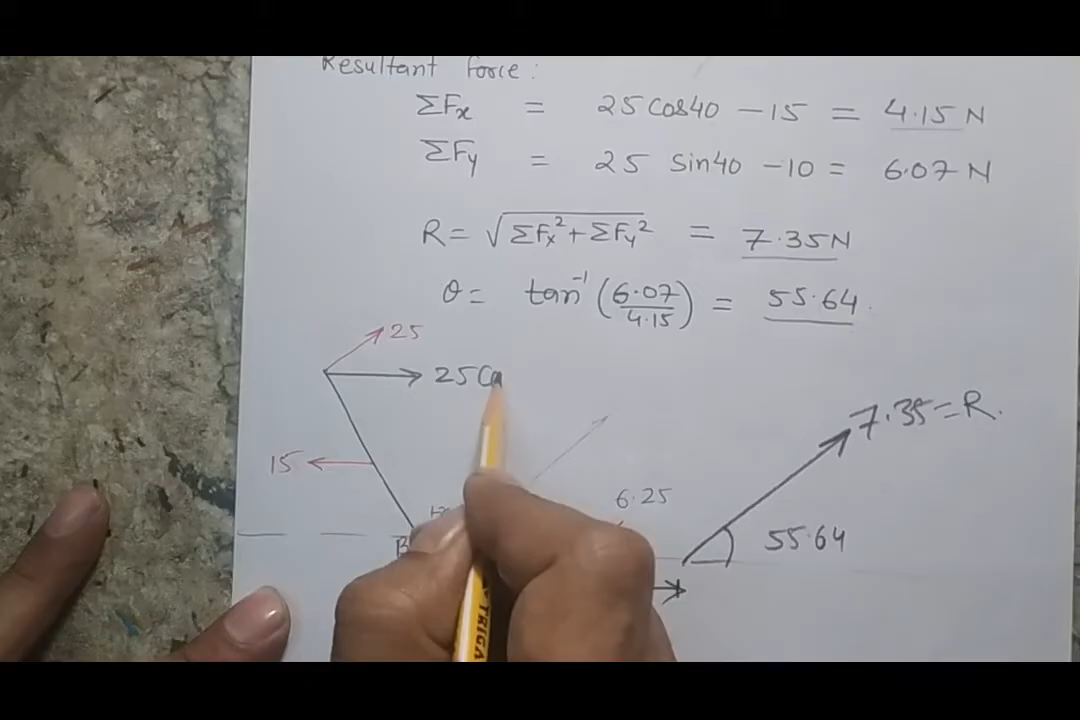 Resultant force:
ΣFx = 25 cos40 − 15 = 4.15 N
ΣFy = 25 sin40 − 10 = 6.07 N
R = √ΣFx²+ΣFy² = 7.35N
θ = tan⁻¹(6.07/4.15) = 55.64.
25
25 Co
7.35=R.
15
6.25
B
55.64
TRIGA